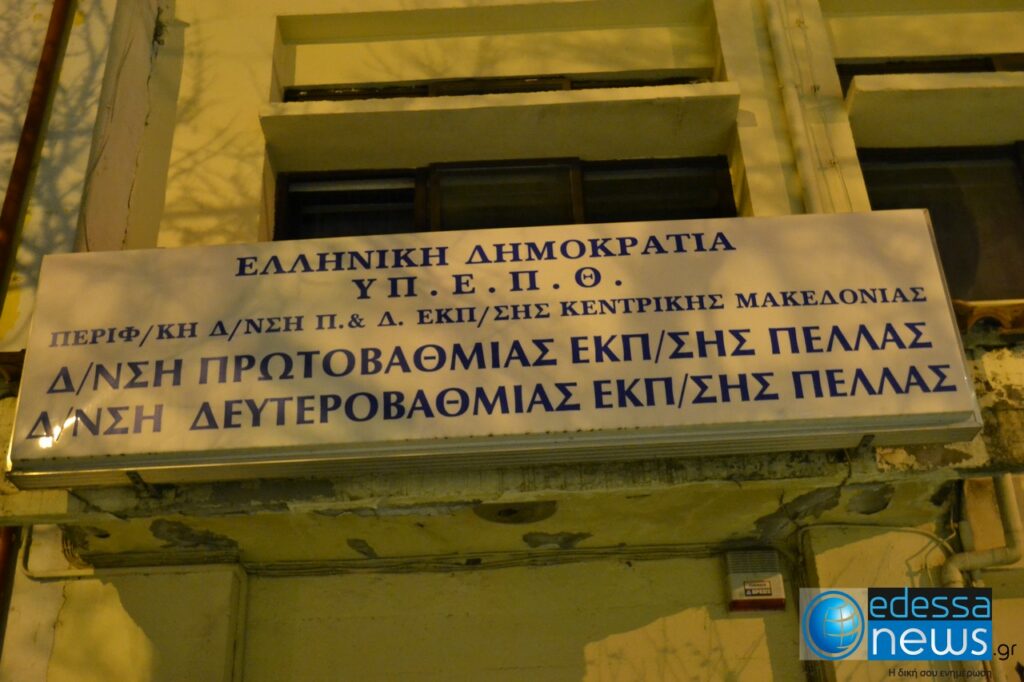 ΕΛΛΗΝΙΚΗ ΔΗΜΟΚΡΑΤΙΑ
ΥΠ.Ε.Π.Θ.
ΠΕΡΙΦ/ΚΗ Δ/ΝΣΗ Π.& Δ. ΕΚΠ/ΣΗΣ ΚΕΝΤΡΙΚΗΣ ΜΑΚΕΔΟΝΙΑΣ
Δ/ΝΣΗ ΠΡΩΤΟΒΑΘΜΙΑΣ ΕΚΠ/ΣΗΣ ΠΕΛΛΑΣ
Δ/ΝΣΗ ΔΕΥΤΕΡΟΒΑΘΜΙΑΣ ΕΚΠ/ΣΗΣ ΠΕΛΛΑΣ
edessa
news.gr
Η δική σου ενημέρωση